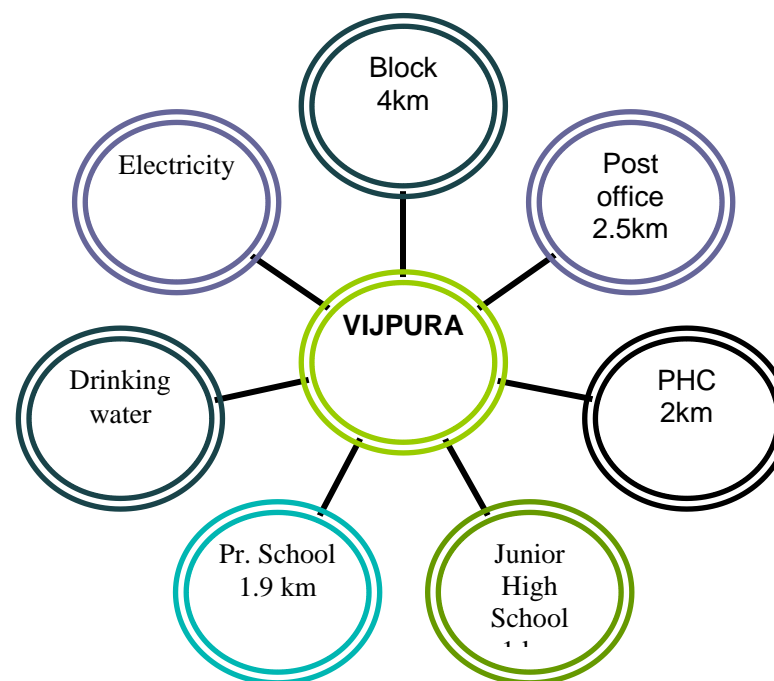 Block
4km
Electricity
Post
office
2.5km
VIJPURA
Drinking
water
PHC
2km
Pr. School
1.9 km
Junior
High
School